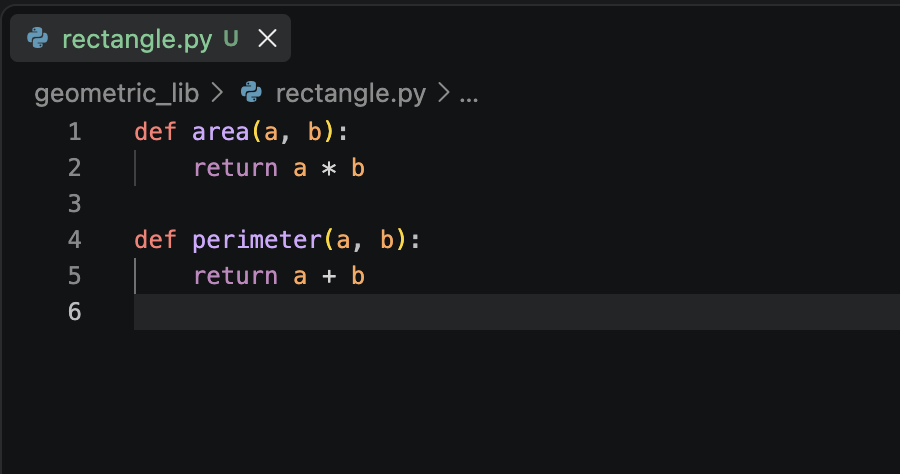 rectangle.py U
geometric_lib > rectangle.py > ...
1 def area(a, b):
2     return a * b
3
4 def perimeter(a, b):
5     return a + b
6